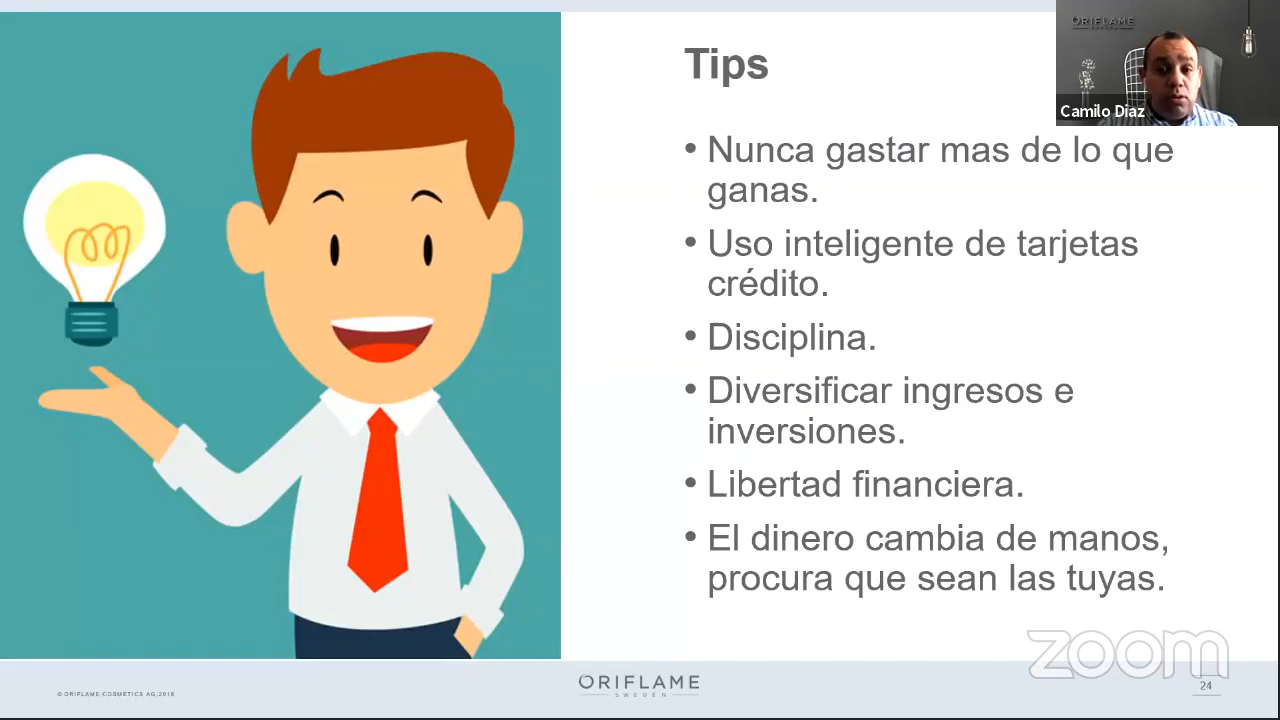 ORIFLAME
SWEDEN
Camilo Diaz
Tips
• Nunca gastar mas de lo que
ganas.
• Uso inteligente de tarjetas
crédito.
• Disciplina.
• Diversificar ingresos e
inversiones.
• Libertad financiera.
• El dinero cambia de manos,
procura que sean las tuyas.
zoom
© ORIFLAME COSMETICS AG, 2018
ORIFLAME
SWEDEN
24